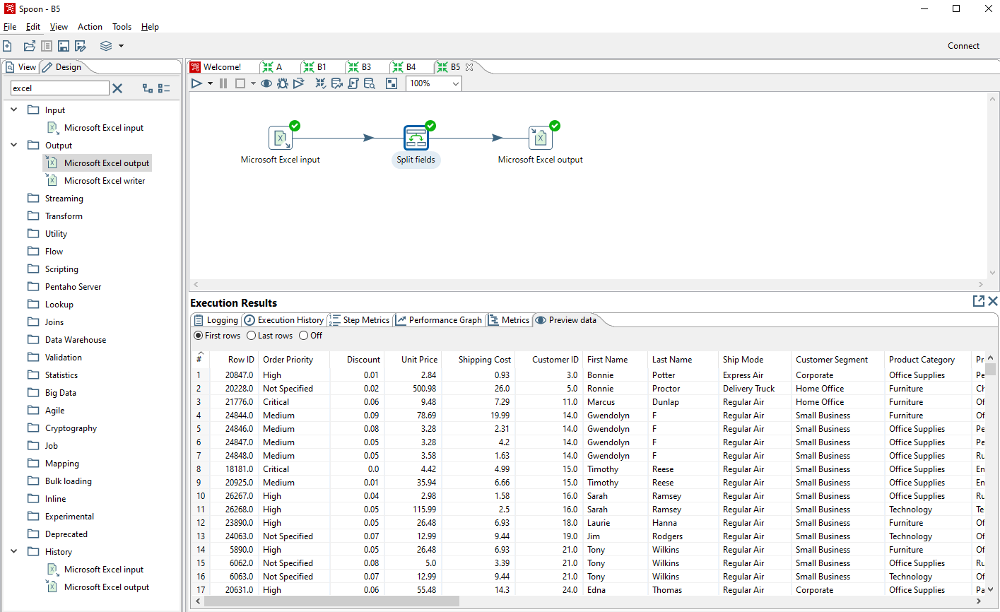 Spoon - B5
File Edit View Action Tools Help
Connect
View Design
Welcome! A B1 B3 B4 B5
excel
100%
Input
Microsoft Excel input
Output
Microsoft Excel output
Microsoft Excel writer
Streaming
Transform
Utility
Flow
Scripting
Pentaho Server
Lookup
Joins
Data Warehouse
Validation
Statistics
Big Data
Agile
Cryptography
Job
Mapping
Bulk loading
Inline
Experimental
Deprecated
History
Microsoft Excel input
Microsoft Excel output
Microsoft Excel input Split fields Microsoft Excel output
Execution Results
Logging Execution History Step Metrics Performance Graph Metrics Preview data
First rows Last rows Off
# Row ID Order Priority Discount Unit Price Shipping Cost Customer ID First Name Last Name Ship Mode Customer Segment Product Category Pr
1 20847.0 High 0.01 2.84 0.93 3.0 Bonnie Potter Express Air Corporate Office Supplies Pe
2 20228.0 Not Specified 0.02 500.98 26.0 5.0 Ronnie Proctor Delivery Truck Home Office Furniture Ch
3 21776.0 Critical 0.06 9.48 7.29 11.0 Marcus Dunlap Regular Air Home Office Furniture Of
4 24844.0 Medium 0.09 78.69 19.99 14.0 Gwendolyn F Regular Air Small Business Furniture Of
5 24846.0 Medium 0.08 3.28 2.31 14.0 Gwendolyn F Regular Air Small Business Office Supplies Pe
6 24847.0 Medium 0.05 3.28 4.2 14.0 Gwendolyn F Regular Air Small Business Office Supplies Pe
7 24848.0 Medium 0.05 3.58 1.63 14.0 Gwendolyn F Regular Air Small Business Office Supplies Ru
8 18181.0 Critical 0.0 4.42 4.99 15.0 Timothy Reese Regular Air Small Business Office Supplies En
9 20925.0 Medium 0.01 35.94 6.66 15.0 Timothy Reese Regular Air Small Business Office Supplies En
10 26267.0 High 0.04 2.98 1.58 16.0 Sarah Ramsey Regular Air Small Business Office Supplies Ru
11 26268.0 High 0.05 115.99 2.5 16.0 Sarah Ramsey Regular Air Small Business Technology Te
12 23890.0 High 0.05 26.48 6.93 18.0 Laurie Hanna Regular Air Small Business Furniture Of
13 24063.0 Not Specified 0.07 12.99 9.44 19.0 Jim Rodgers Regular Air Small Business Technology Of
14 5890.0 High 0.05 26.48 6.93 21.0 Tony Wilkins Regular Air Small Business Furniture Of
15 6062.0 Not Specified 0.08 5.0 3.39 21.0 Tony Wilkins Regular Air Small Business Office Supplies Ru
16 6063.0 Not Specified 0.07 12.99 9.44 21.0 Tony Wilkins Regular Air Small Business Technology Of
17 20631.0 High 0.06 55.48 14.3 24.0 Edna Thomas Regular Air Corporate Office Supplies Pa